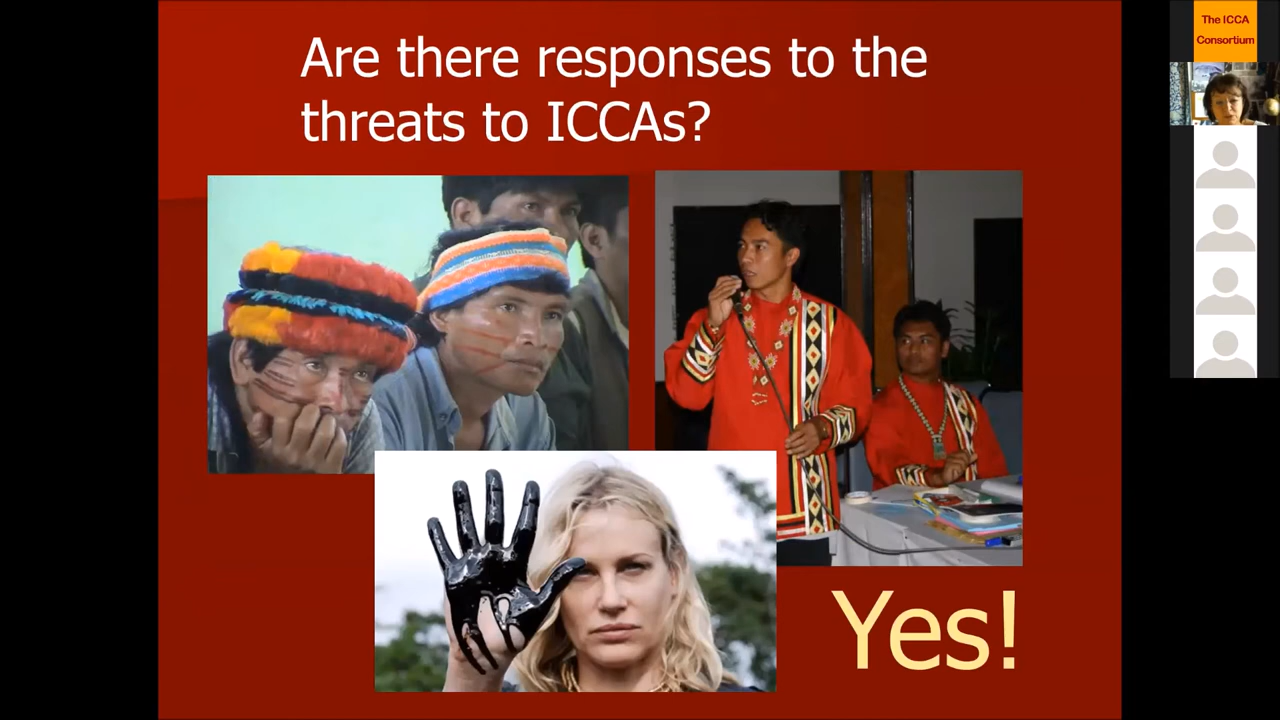 Are there responses to the
threats to ICCAs?
Yes!
The ICCA
Consortium